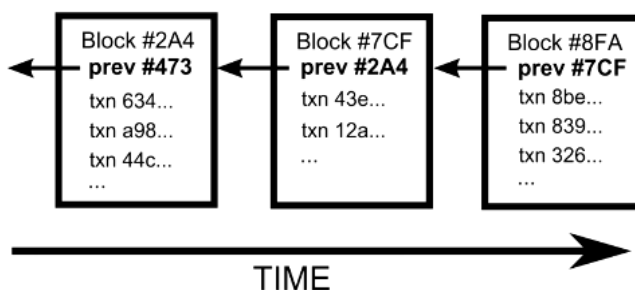 Block #2A4
prev #473
txn 634...
txn a98...
txn 44c...
...
Block #7CF
prev #2A4
txn 43e...
txn 12a...
...
Block #8FA
prev #7CF
txn 8be...
txn 839...
txn 326...
...
TIME